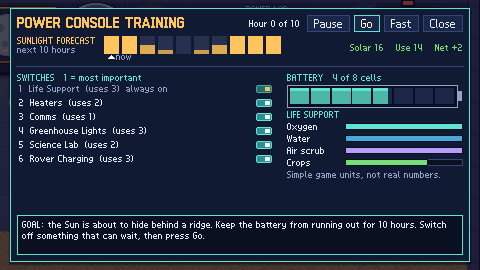 POWER CONSOLE TRAINING
Hour 0 of 10
Pause
Go
Fast
Close
SUNLIGHT FORECAST
next 10 hours
now
Solar 16
Use 14
Net +2
SWITCHES 1 = most important
1 Life Support (uses 3) always on
2 Heaters (uses 2)
3 Comms (uses 1)
4 Greenhouse Lights (uses 3)
5 Science Lab (uses 2)
6 Rover Charging (uses 3)
BATTERY 4 of 8 cells
LIFE SUPPORT
Oxygen
Water
Air scrub
Crops
Simple game units, not real numbers.
GOAL: the Sun is about to hide behind a ridge. Keep the battery from running out for 10 hours. Switch
off something that can wait, then press Go.